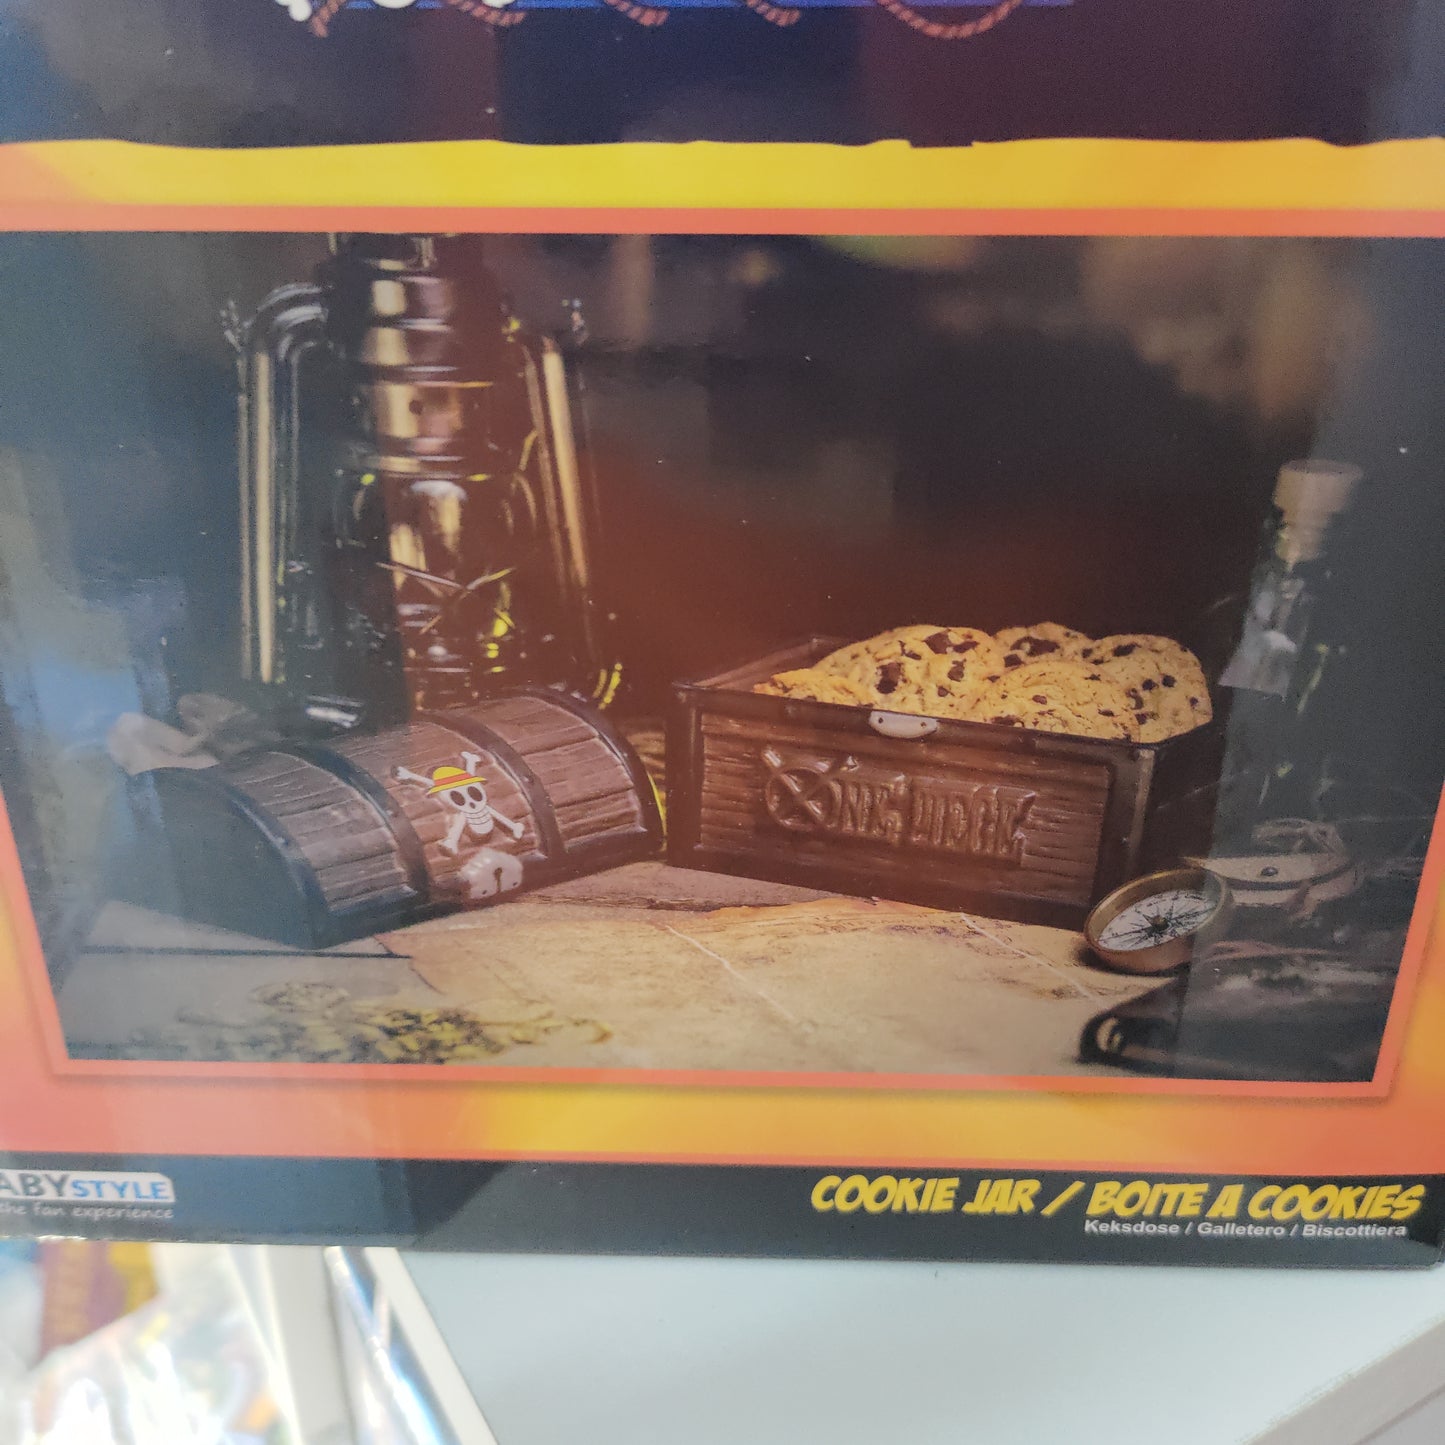 ONE PIECE
ABYSTYLE
the fan experience
COOKIE JAR / BOITE A COOKIES
Keksdose / Galletero / Biscottiera